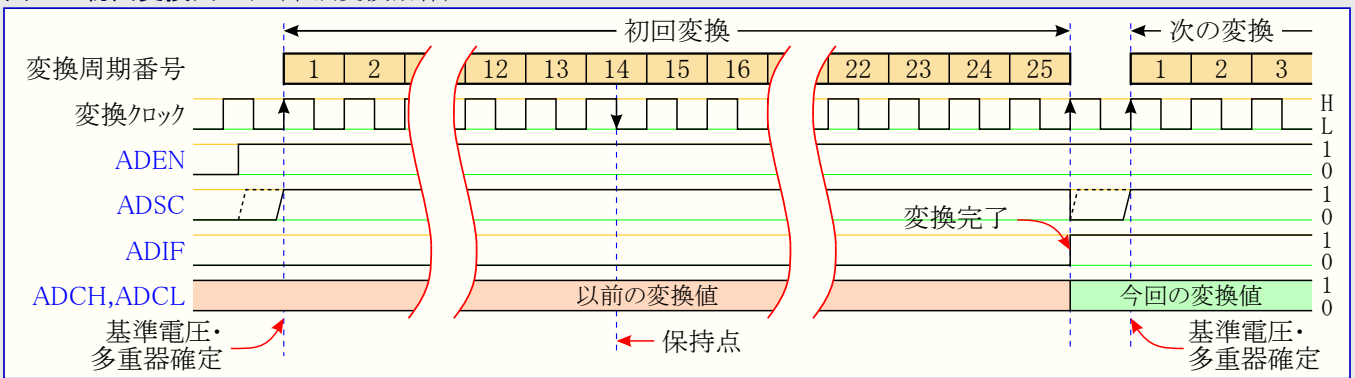 初回変換
次の変換
変換周期番号 1 2 12 13 14 15 16 22 23 24 25 1 2 3
変換クロック H L
ADEN 1 0
ADSC 1 0
変換完了
ADIF 1 0
ADCH,ADCL 以前の変換値 今回の変換値 1 0
基準電圧・
多重器確定
保持点
基準電圧・
多重器確定